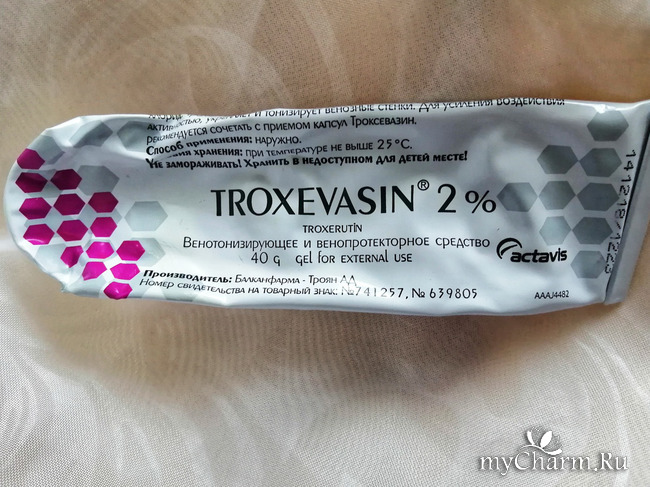 активностью, укрепляет и тонизирует венозные стенки. Для усиления воздействия
рекомендуется сочетать с приемом капсул Троксевазин.
Способ применения: наружно.
хранения: при температуре не выше 25°C.
Не замораживать! Хранить в недоступном для детей месте!
TROXEVASIN® 2%
TROXERUTIN
Венотонизирующее и венопротекторное средство
40 g gel for external use
actavis
Производитель: Балканфарма - Троян АД
Номер свидетельства на товарный знак: №741257, № 639805
AAAJ4482
myCharm.Ru